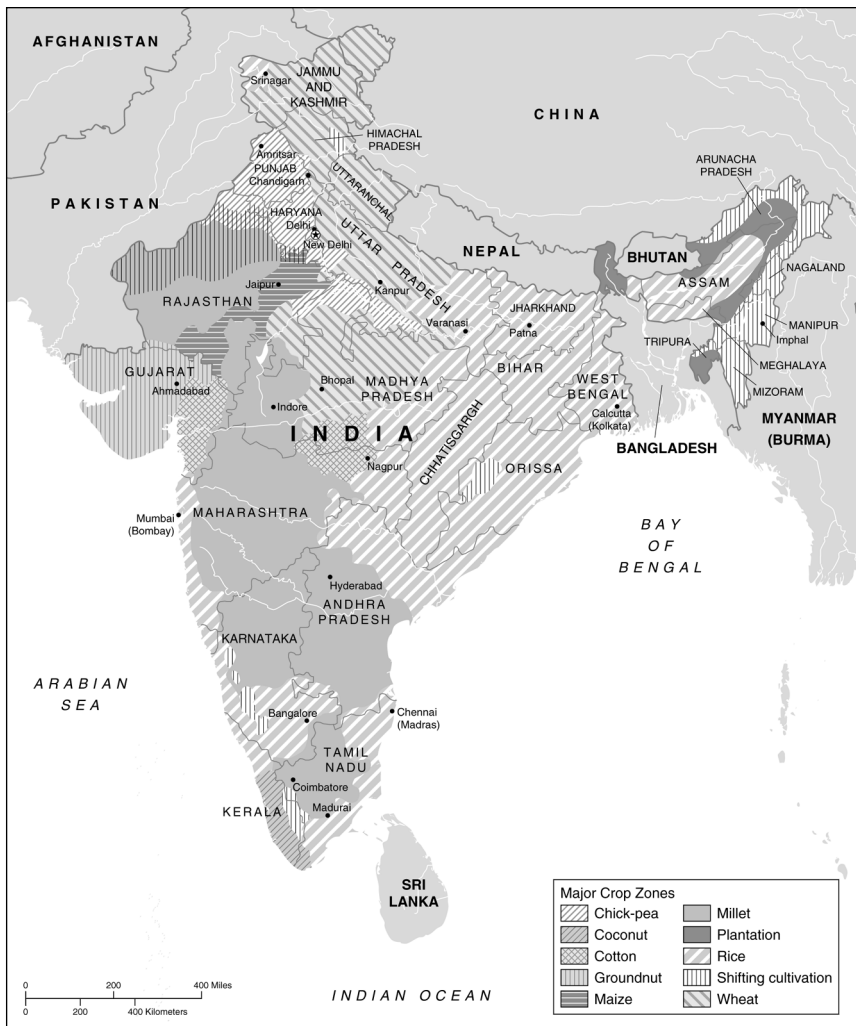 AFGHANISTAN
Srinagar
JAMMU
AND
KASHMIR
CHINA
HIMACHAL
PRADESH
Amritsar
PUNJAB
Chandigarh
UTTARANCHAL
ARUNACHA
PRADESH
PAKISTAN
HARYANA
Delhi
New Delhi
UTTAR PRADESH
NEPAL
BHUTAN
NAGALAND
ASSAM
Jaipur
RAJASTHAN
Kanpur
JHARKHAND
Varanasi
Patna
MANIPUR
Imphal
TRIPURA
MEGHALAYA
BIHAR
GUJARAT
Ahmadabad
Bhopal
MADHYA
PRADESH
WEST
BENGAL
MIZORAM
Indore
Calcutta
(Kolkata)
MYANMAR
(BURMA)
INDIA
CHHATISGARH
BANGLADESH
Nagpur
ORISSA
MAHARASHTRA
Mumbai
(Bombay)
BAY
OF
BENGAL
Hyderabad
ANDHRA
PRADESH
KARNATAKA
ARABIAN
SEA
Bangalore
Chennai
(Madras)
TAMIL
NADU
Coimbatore
KERALA
Madurai
SRI
LANKA
Major Crop Zones
Chick-pea
Coconut
Cotton
Groundnut
Maize
Millet
Plantation
Rice
Shifting cultivation
Wheat
0 200 400 Miles
0 200 400 Kilometers
INDIAN OCEAN